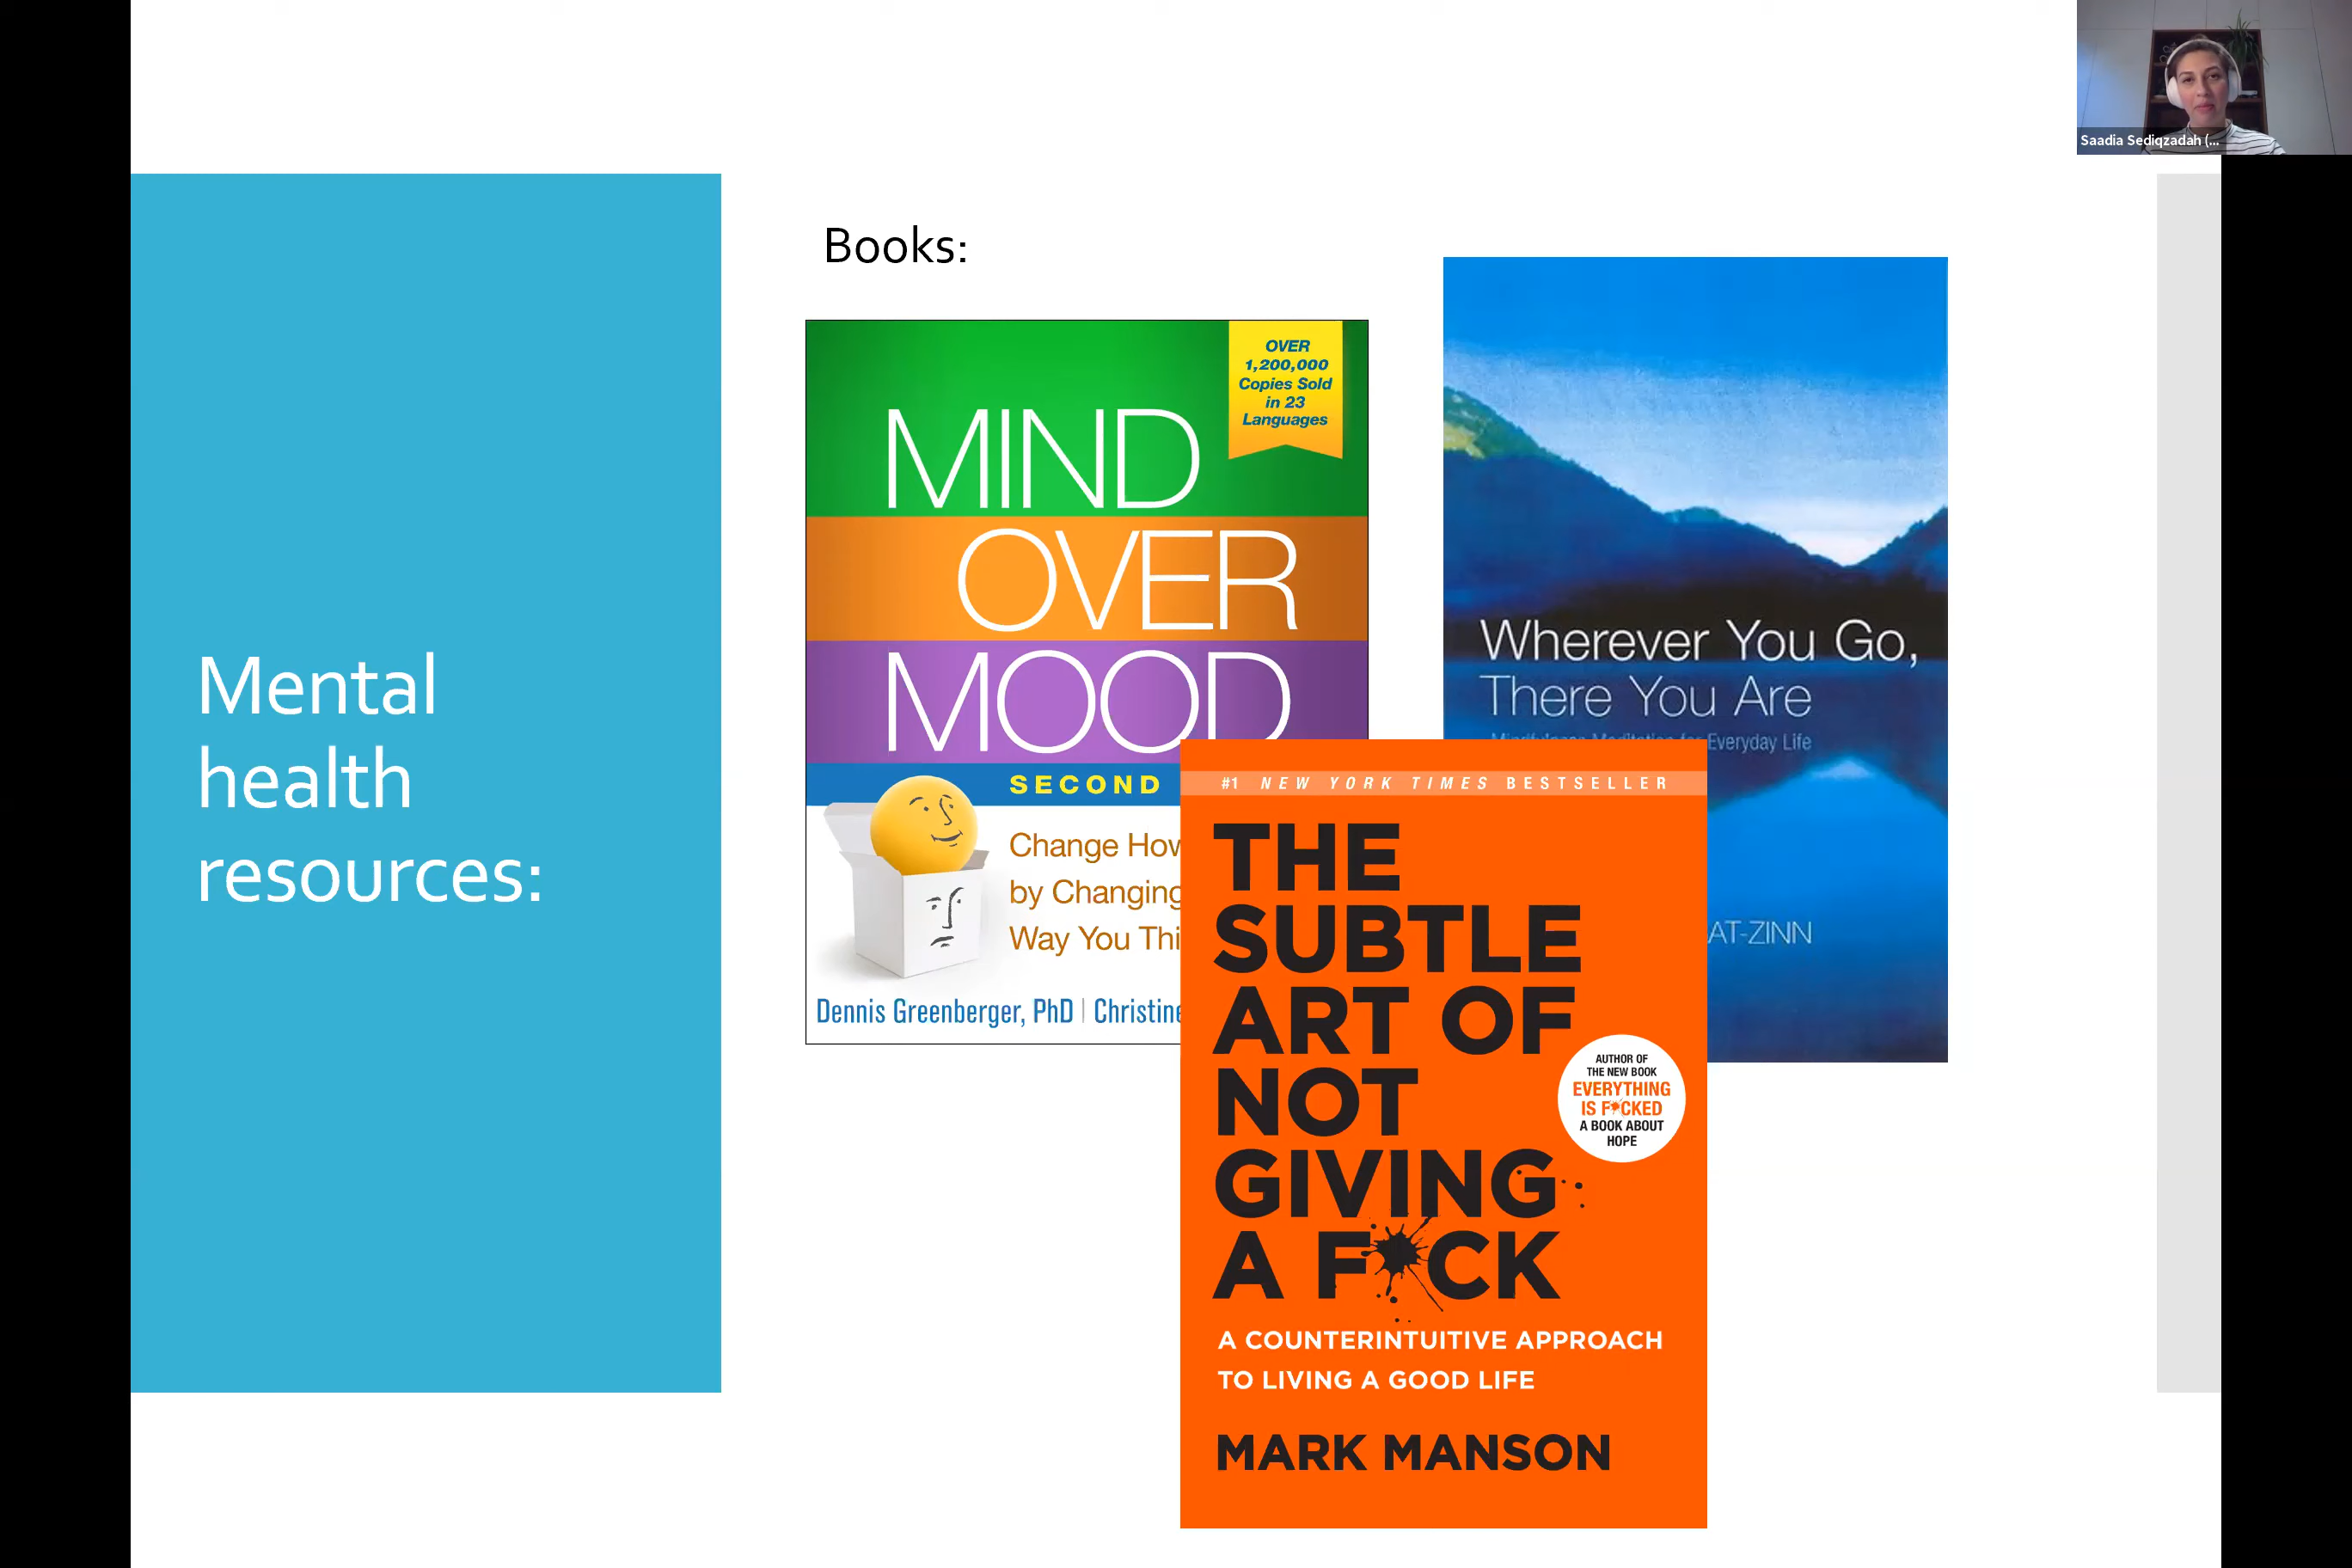 Saadia Sediqzadah (...
Mental
health
resources:
Books:
OVER
1,200,000
Copies Sold
in 23
Languages
MIND
OVER
MOOD
SECOND
Change How
by Changing
Way You Thi
Dennis Greenberger, PhD | Christine
Wherever You Go,
There You Are
Mindfulness Meditation for Everyday Life
AT-ZINN
#1 NEW YORK TIMES BESTSELLER
THE
SUBTLE
ART OF
NOT
GIVING
A F*CK
AUTHOR OF
THE NEW BOOK
EVERYTHING
IS F*CKED
A BOOK ABOUT
HOPE
A COUNTERINTUITIVE APPROACH
TO LIVING A GOOD LIFE
MARK MANSON